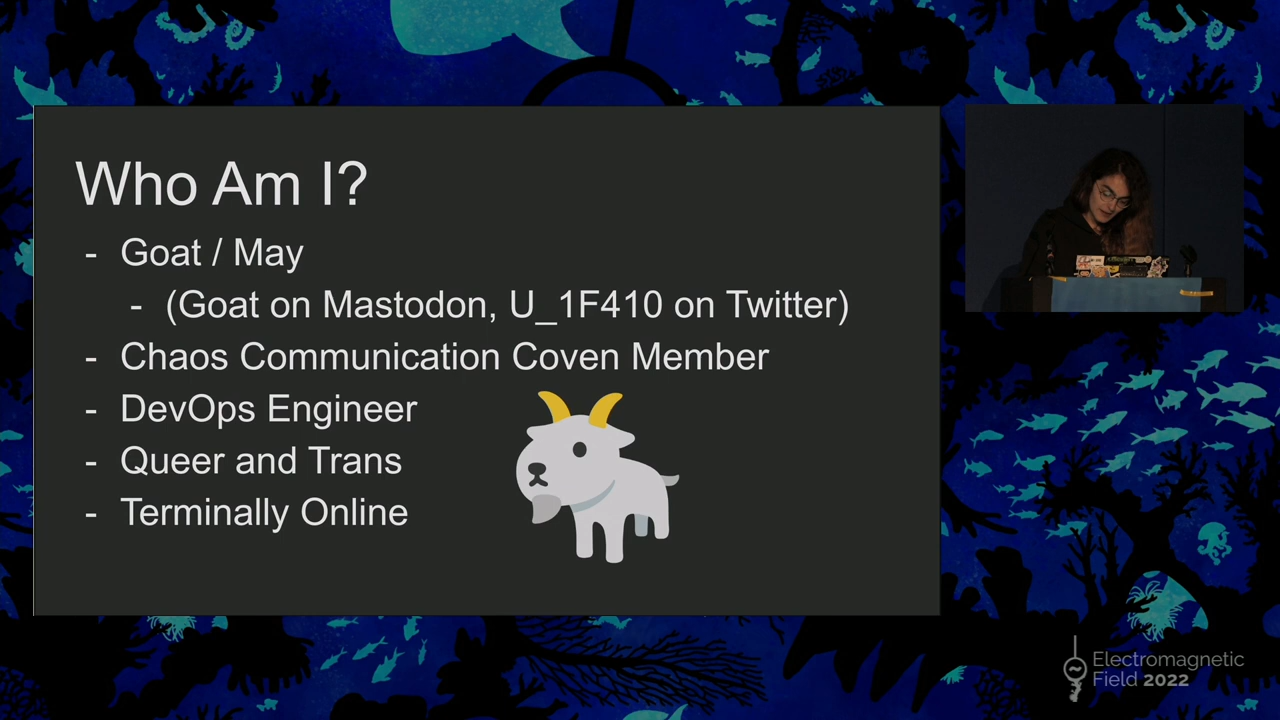 Who Am I?
- Goat / May
- (Goat on Mastodon, U_1F410 on Twitter)
- Chaos Communication Coven Member
- DevOps Engineer
- Queer and Trans
- Terminally Online
Electromagnetic
Field 2022